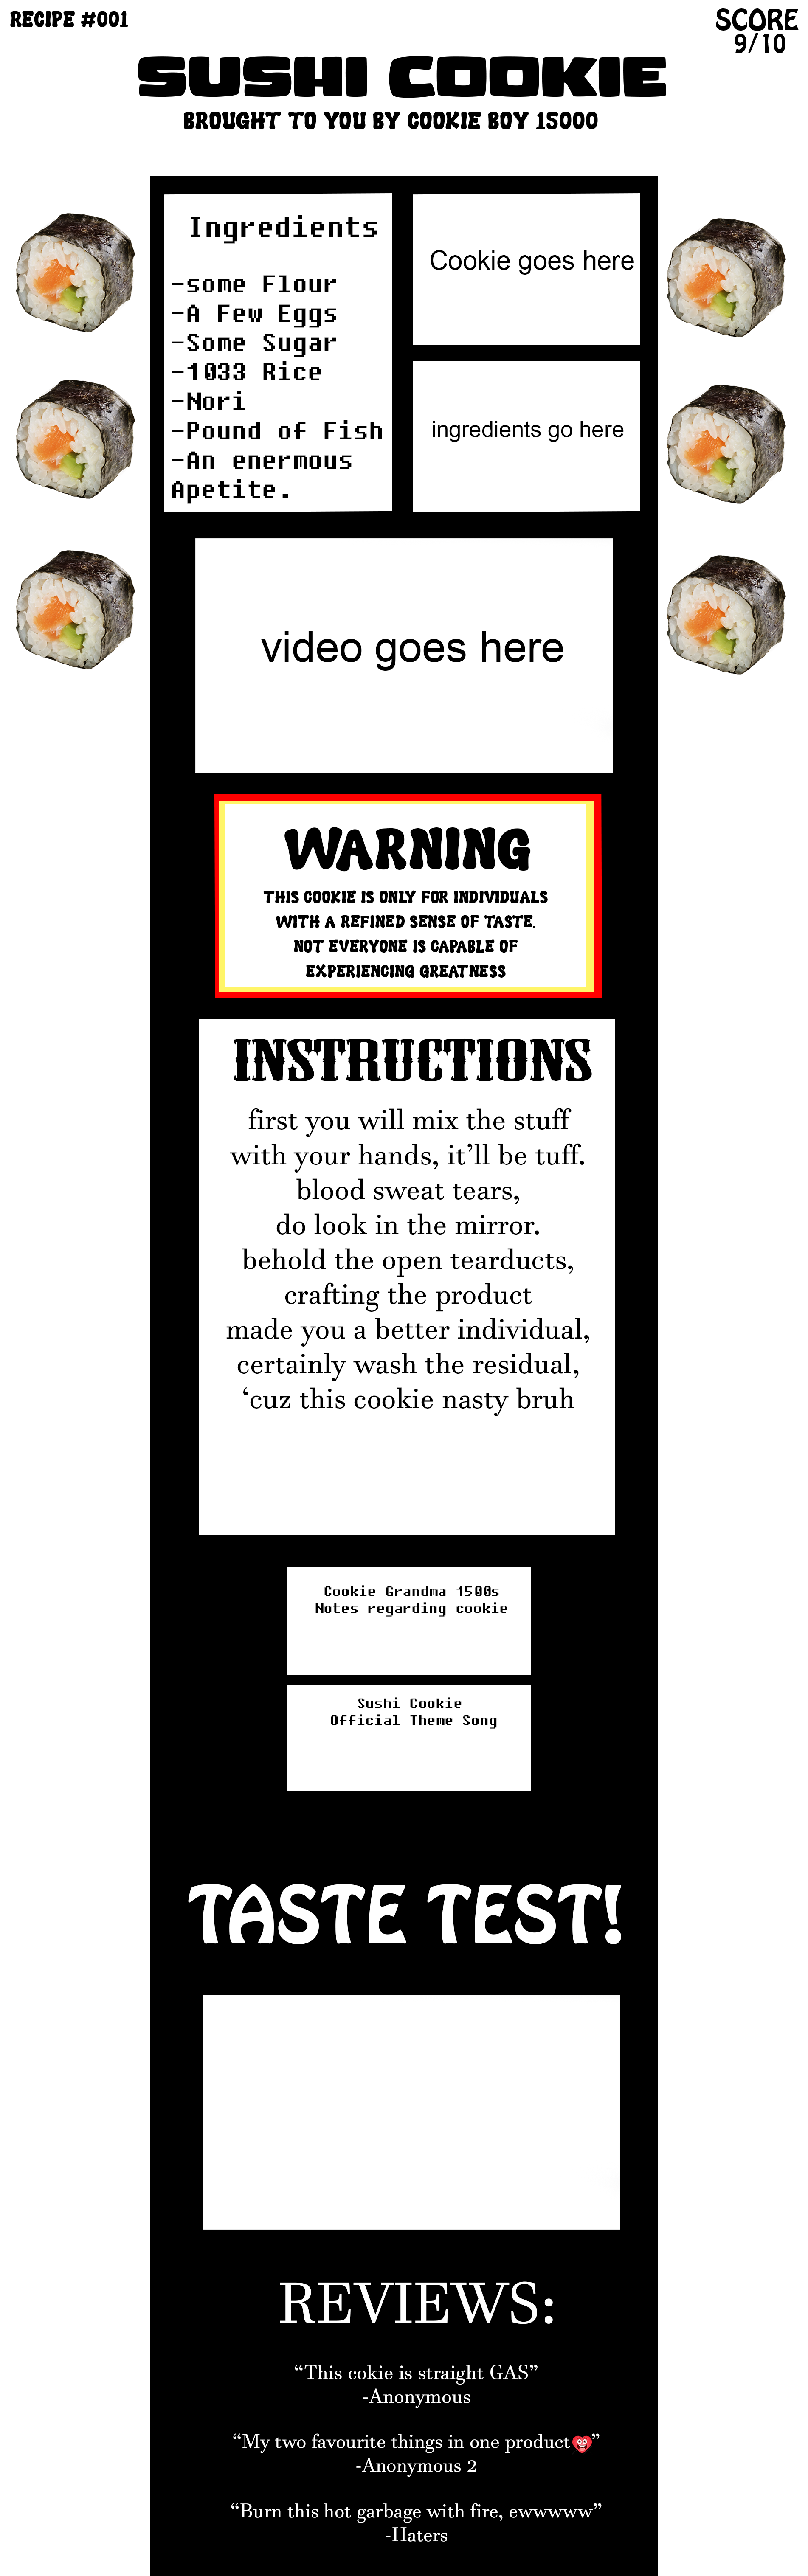 RECIPE #001
SCORE
9/10
SUSHI COOKIE
BROUGHT TO YOU BY COOKIE BOY 15000
Ingredients
-some Flour
-A Few Eggs
-Some Sugar
-1033 Rice
-Nori
-Pound of Fish
-An enermous
Apetite.
Cookie goes here
ingredients go here
video goes here
WARNING
THIS COOKIE IS ONLY FOR INDIVIDUALS
WITH A REFINED SENSE OF TASTE.
NOT EVERYONE IS CAPABLE OF
EXPERIENCING GREATNESS
INSTRUCTIONS
first you will mix the stuff
with your hands, it’ll be tuff.
blood sweat tears,
do look in the mirror.
behold the open tearducts,
crafting the product
made you a better individual,
certainly wash the residual,
‘cuz this cookie nasty bruh
Cookie Grandma 1500s
Notes regarding cookie
Sushi Cookie
Official Theme Song
TASTE TEST!
REVIEWS:
“This cokie is straight GAS”
-Anonymous
“My two favourite things in one product”
-Anonymous 2
“Burn this hot garbage with fire, ewwwww”
-Haters